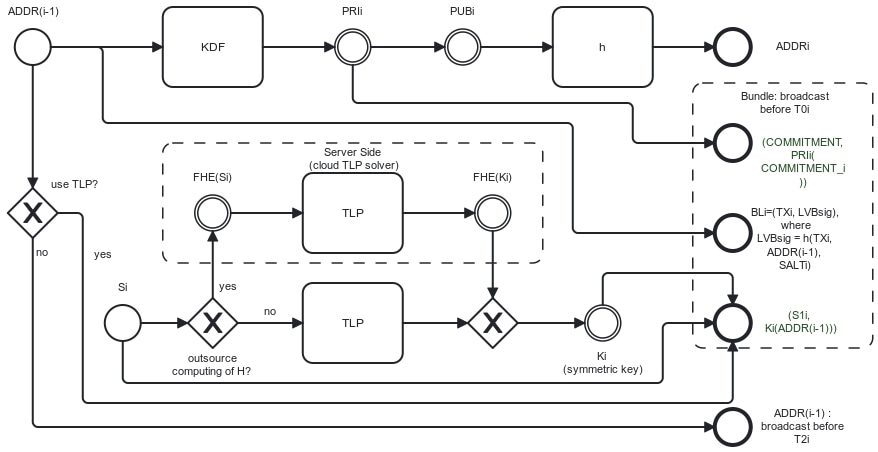 ADDR(i-1)
KDF
PRIi
PUBi
h
ADDRi
Bundle: broadcast
before T0i
(COMMITMENT,
PRIi(
COMMITMENT_i
))
Server Side
(cloud TLP solver)
FHE(Si)
TLP
FHE(Ki)
use TLP?
BLi=(TXi, LVBsig),
where
LVBsig = h(TXi,
ADDR(i-1),
SALTi)
no
yes
Si
yes
no
TLP
outsource
computing of H?
Ki
(symmetric key)
(S1i,
Ki(ADDR(i-1)))
ADDR(i-1) :
broadcast before
T2i